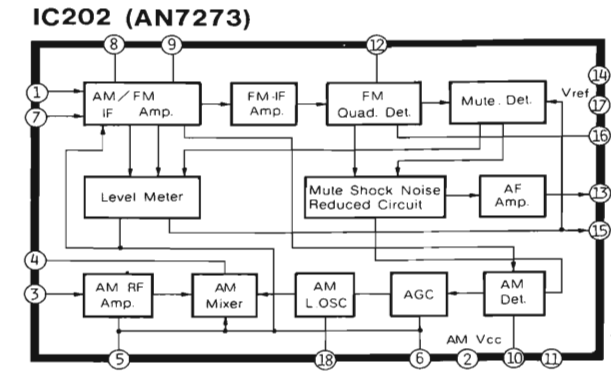 IC202 (AN7273)
8 9 12
14
1 AM/FM IF Amp.
FM-IF Amp.
FM Quad. Det.
Mute. Det.
Vref
17
7
16
Level Meter
Mute Shock Noise Reduced Circuit
AF Amp.
13
15
4
3 AM RF Amp.
AM Mixer
AM L OSC
AGC
AM Det.
AM Vcc
5 18 6 2 10 11